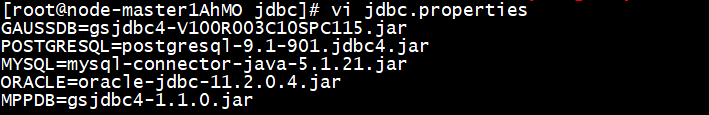 [root@node-master1AhMO jdbc]# vi jdbc.properties
GAUSSDB=gsjdbc4-V100R003C10SPC115.jar
POSTGRESQL=postgresql-9.1-901.jdbc4.jar
MYSQL=mysql-connector-java-5.1.21.jar
ORACLE=oracle-jdbc-11.2.0.4.jar
MPPDB=gsjdbc4-1.1.0.jar